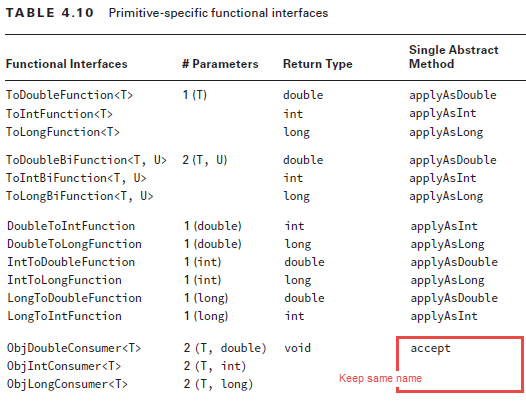 TABLE 4.10 Primitive-specific functional interfaces
Functional Interfaces # Parameters Return Type Single Abstract Method
ToDoubleFunction<T> 1 (T) double applyAsDouble
ToIntFunction<T> int applyAsInt
ToLongFunction<T> long applyAsLong
ToDoubleBiFunction<T, U> 2 (T, U) double applyAsDouble
ToIntBiFunction<T, U> int applyAsInt
ToLongBiFunction<T, U> long applyAsLong
DoubleToIntFunction 1 (double) int applyAsInt
DoubleToLongFunction 1 (double) long applyAsLong
IntToDoubleFunction 1 (int) double applyAsDouble
IntToLongFunction 1 (int) long applyAsLong
LongToDoubleFunction 1 (long) double applyAsDouble
LongToIntFunction 1 (long) int applyAsInt
ObjDoubleConsumer<T> 2 (T, double) void accept
ObjIntConsumer<T> 2 (T, int)
Keep same name
ObjLongConsumer<T> 2 (T, long)